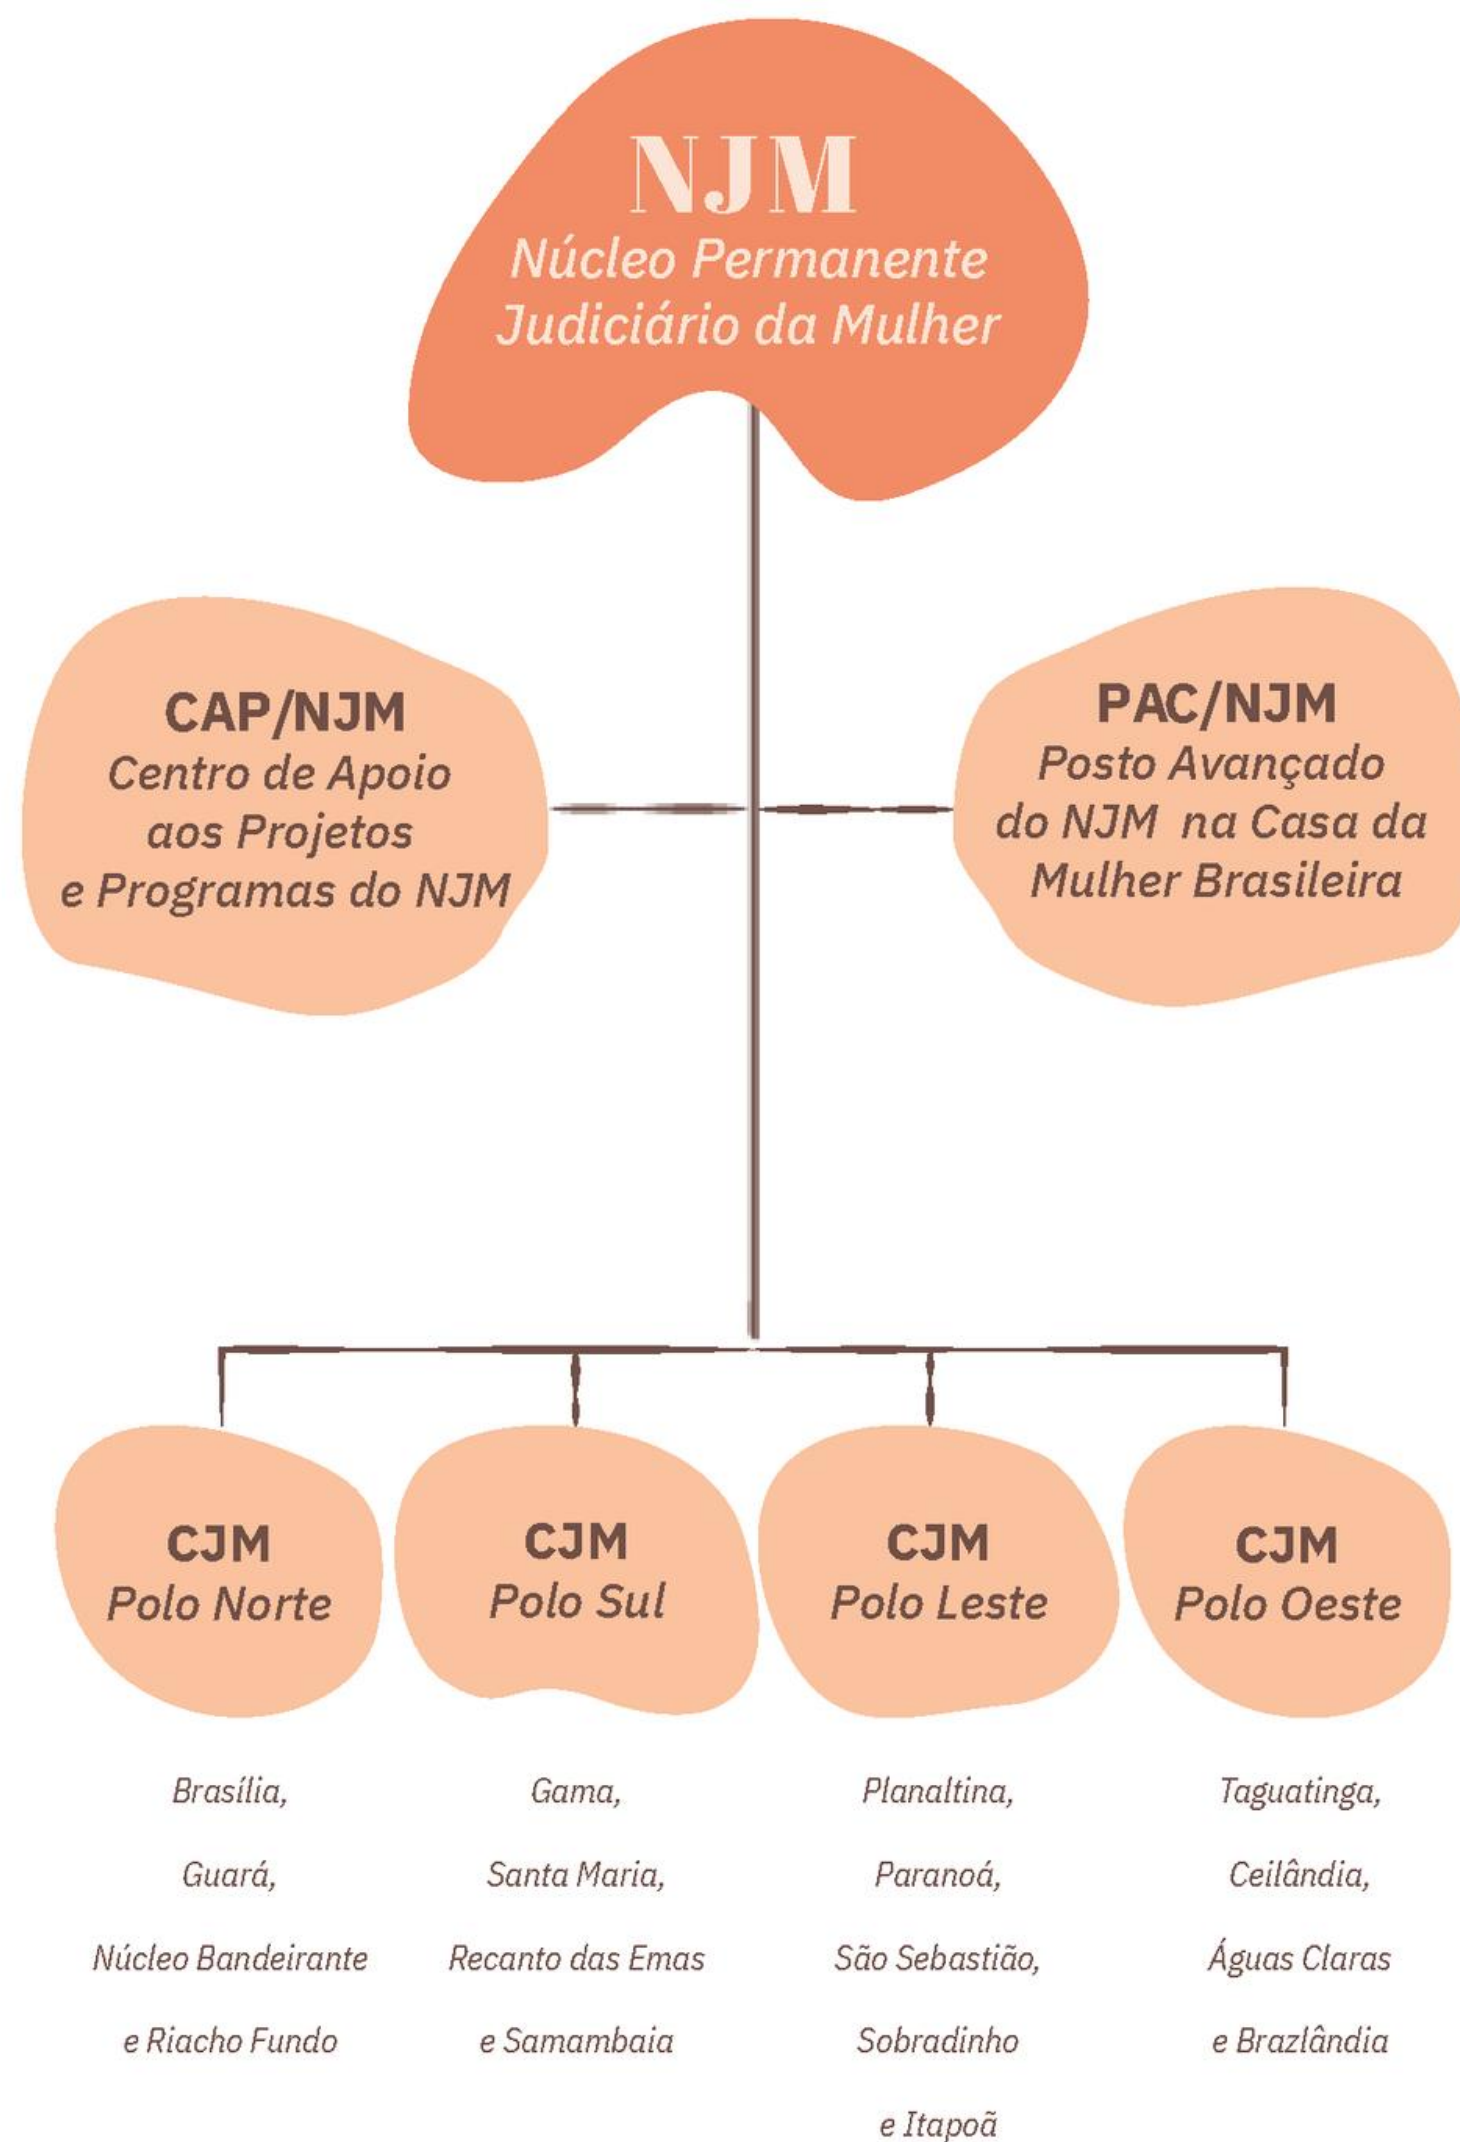 NJM
Núcleo Permanente
Judiciário da Mulher
CAP/NJM
Centro de Apoio
aos Projetos
e Programas do NJM
PAC/NJM
Posto Avançado
do NJM na Casa da
Mulher Brasileira
CJM
Polo Norte
Brasília,
Guará,
Núcleo Bandeirante
e Riacho Fundo
CJM
Polo Sul
Gama,
Santa Maria,
Recanto das Emas
e Samambaia
CJM
Polo Leste
Planaltina,
Paranoá,
São Sebastião,
Sobradinho
e Itapoã
CJM
Polo Oeste
Taguatinga,
Ceilândia,
Águas Claras
e Brazlândia